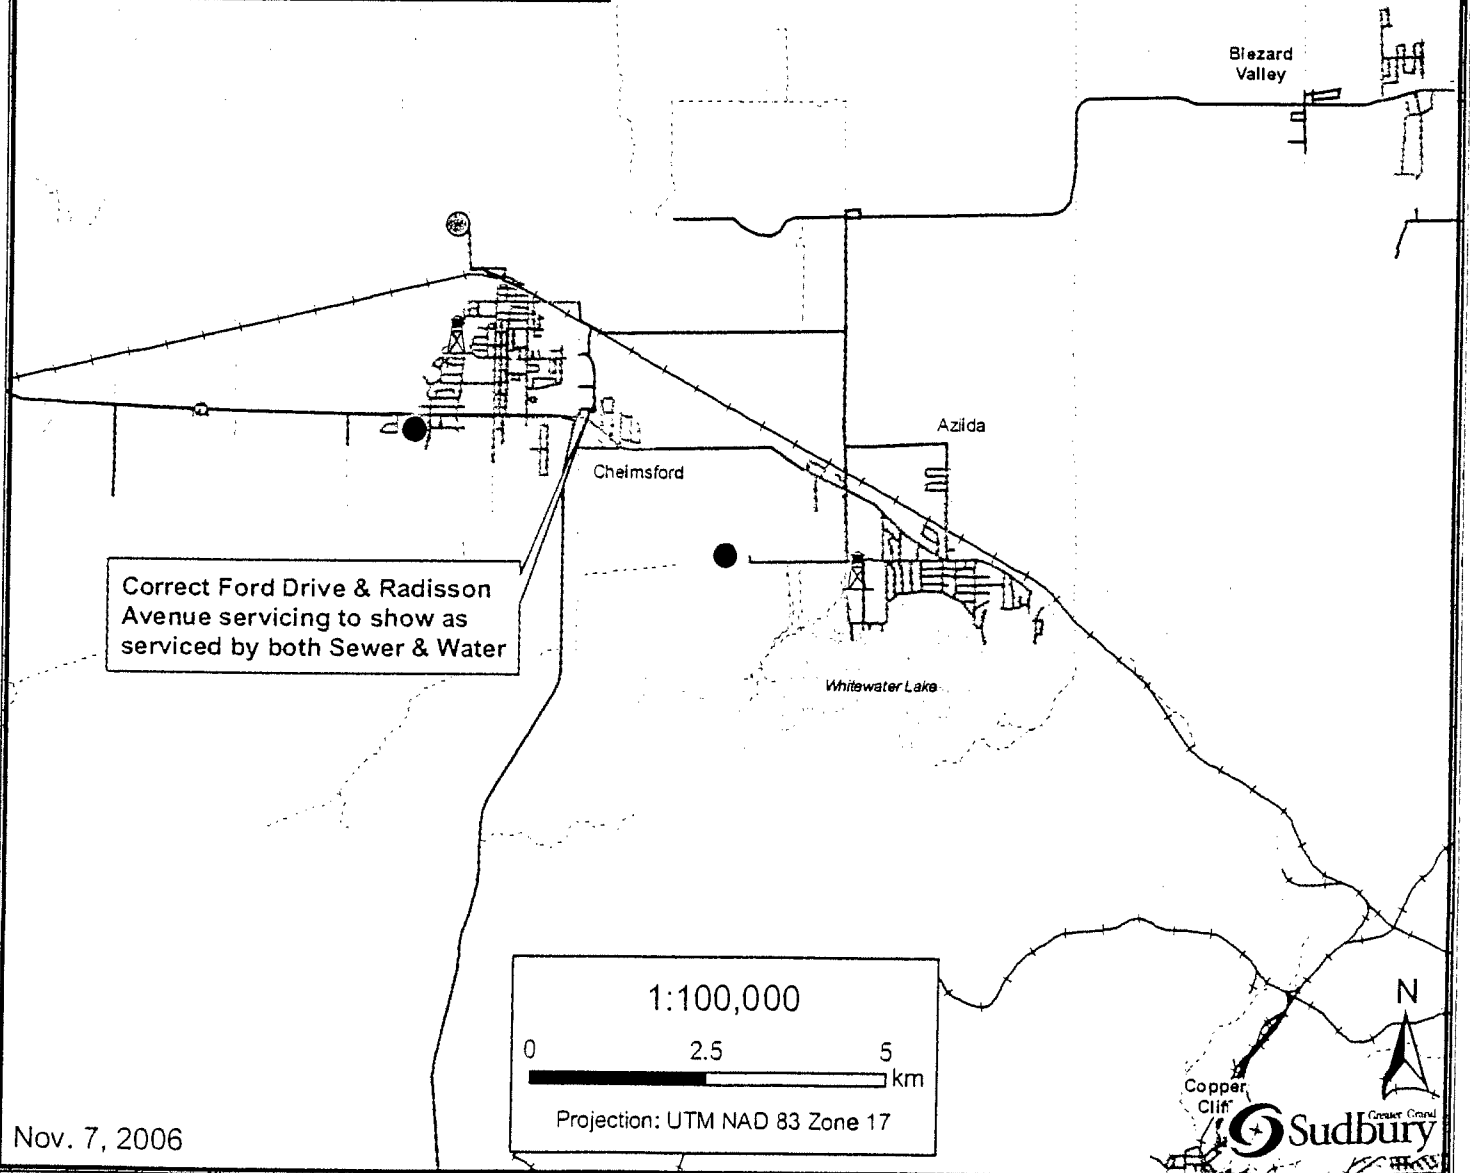 Blezard
Valley
Azilda
Chelmsford
Correct Ford Drive & Radisson
Avenue servicing to show as
serviced by both Sewer & Water
Whitewater Lake
1:100,000
0 2.5 5
km
Projection: UTM NAD 83 Zone 17
N
Copper
Cliff
Greater Grand
Sudbury
Nov. 7, 2006